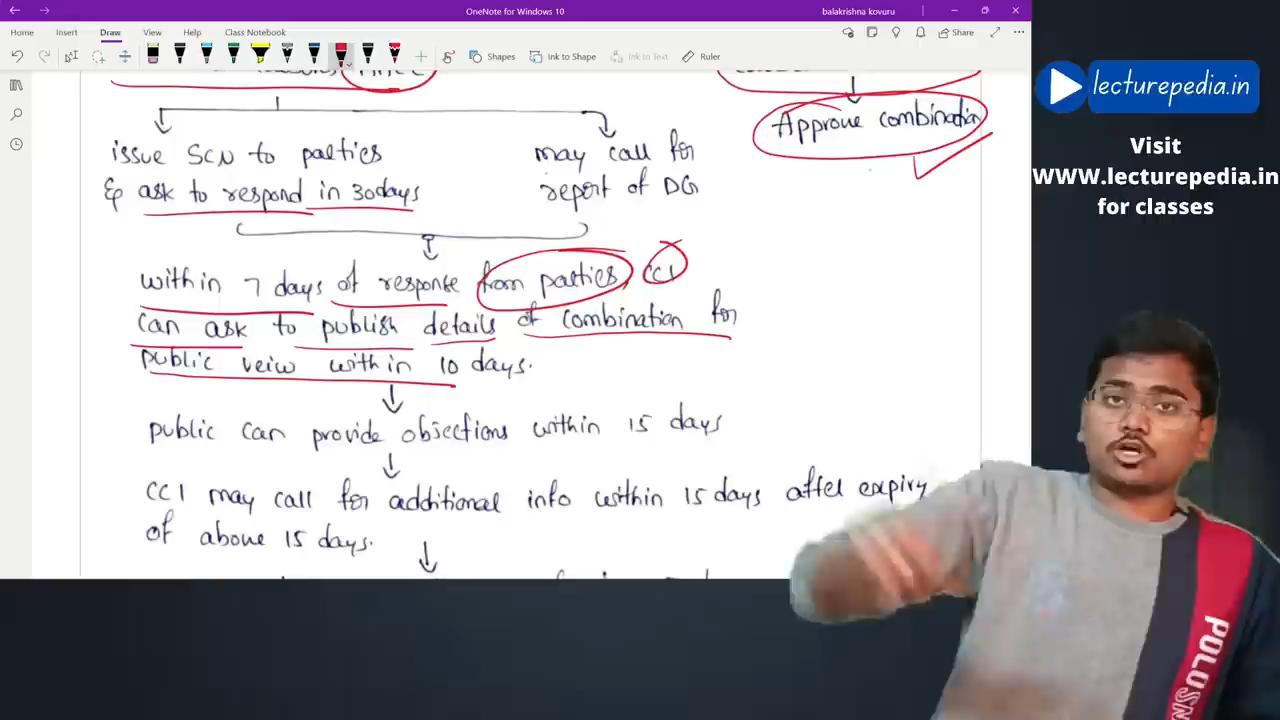 OneNote for Windows 10
balakrishna kovuru
Home Insert Draw View Help Class Notebook
Share
Shapes Ink to Shape Ink to Text Ruler
Approve combination
issue SCN to parties
& ask to respond in 30days
may call for
report of DG
within 7 days of response from parties, CCI
can ask to publish details of combination for
public veiw within 10 days.
public can provide objections within 15 days
CCI may call for additional info within 15 days after expiry
of above 15 days.
lecturepedia.in
Visit
WWW.lecturepedia.in
for classes
POLO